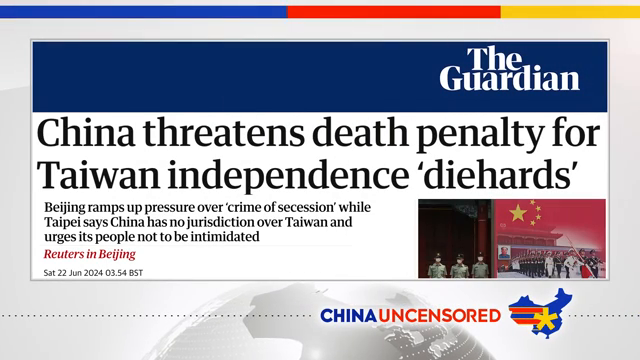 The
Guardian
China threatens death penalty for
Taiwan independence ‘diehards’
Beijing ramps up pressure over ‘crime of secession’ while
Taipei says China has no jurisdiction over Taiwan and
urges its people not to be intimidated
Reuters in Beijing
Sat 22 Jun 2024 03.54 BST
CHINAUNCENSORED